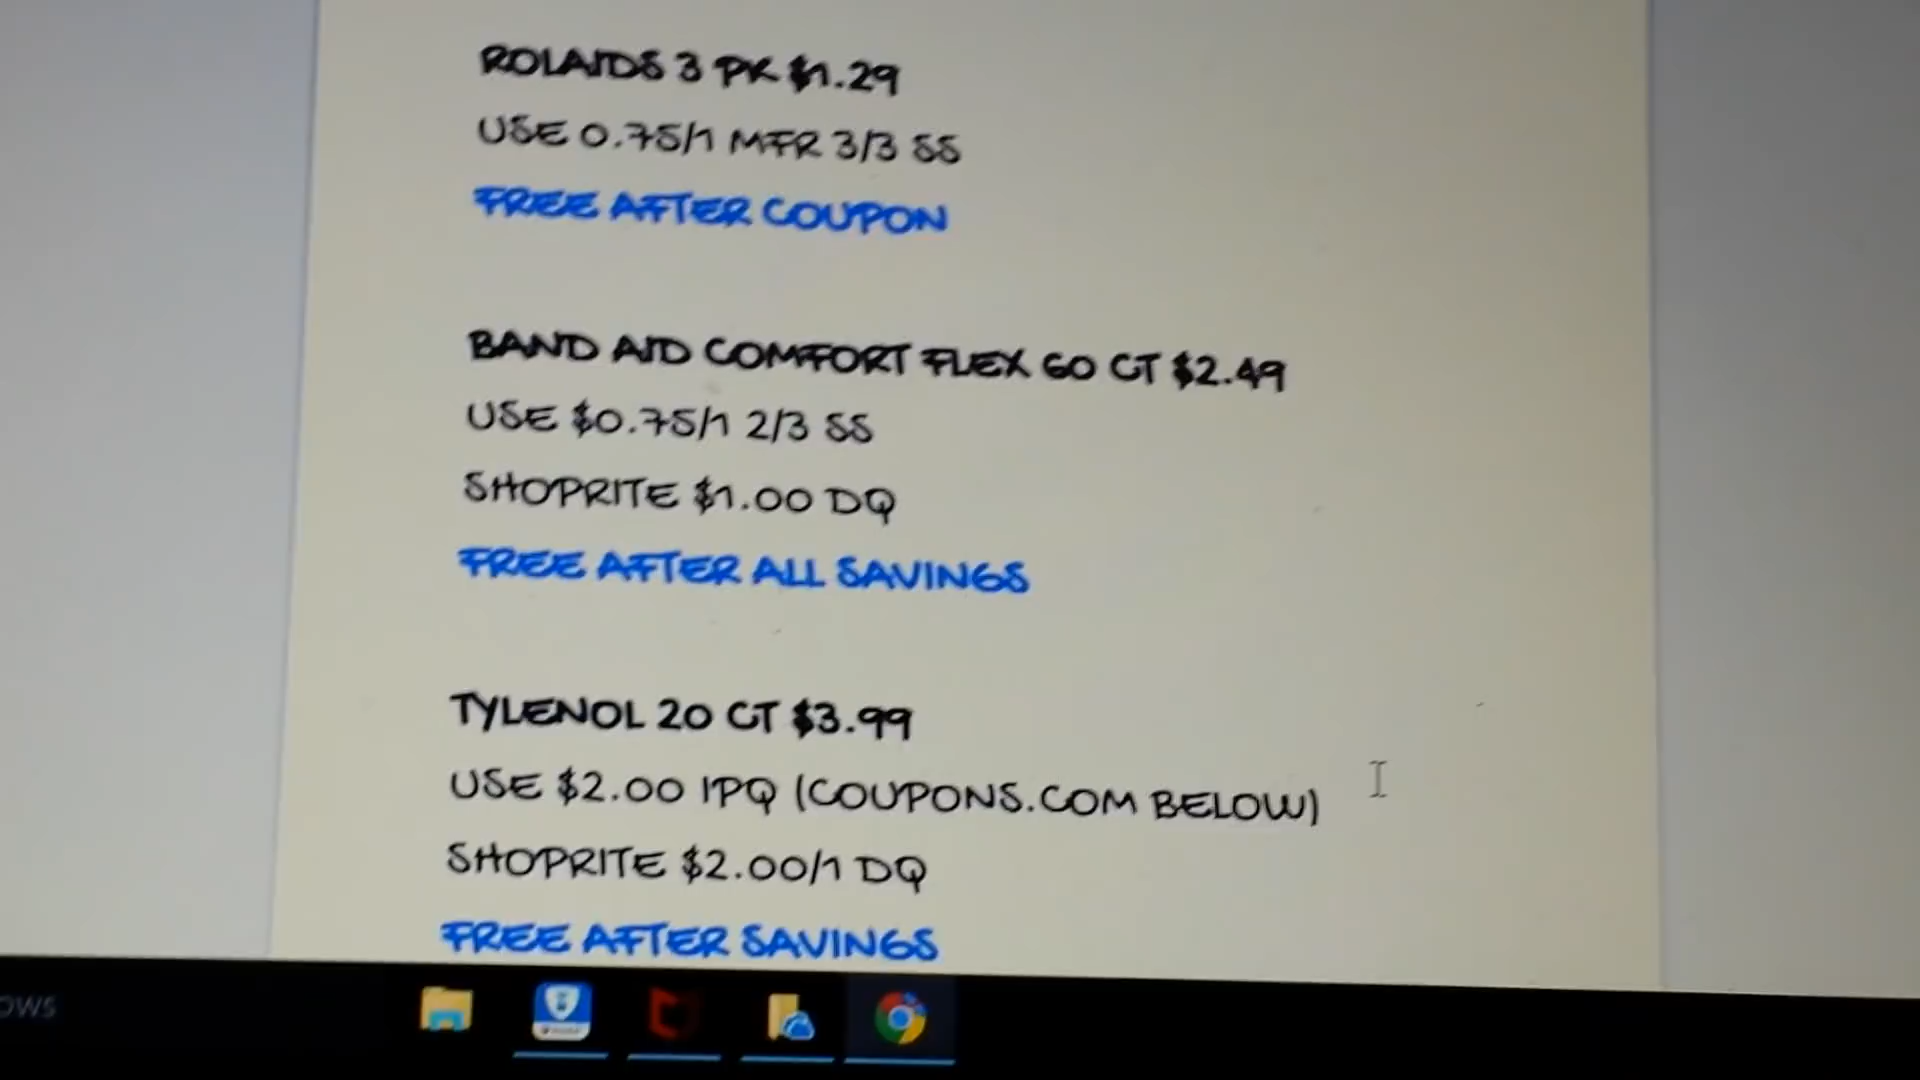 ROLAIDS 3 PK $1.29
USE 0.75/1 MFR 3/3 SS
FREE AFTER COUPON
BAND AID COMFORT FLEX 60 CT $2.49
USE $0.75/1 2/3 SS
SHOPRITE $1.00 DQ
FREE AFTER ALL SAVINGS
TYLENOL 20 CT $3.99
USE $2.00 IPQ (COUPONS.COM BELOW)
SHOPRITE $2.00/1 DQ
FREE AFTER SAVINGS
ows